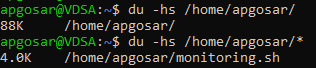 apgosar@VDSA:~$ du -hs /home/apgosar/
88K     /home/apgosar/
apgosar@VDSA:~$ du -hs /home/apgosar/*
4.0K    /home/apgosar/monitoring.sh